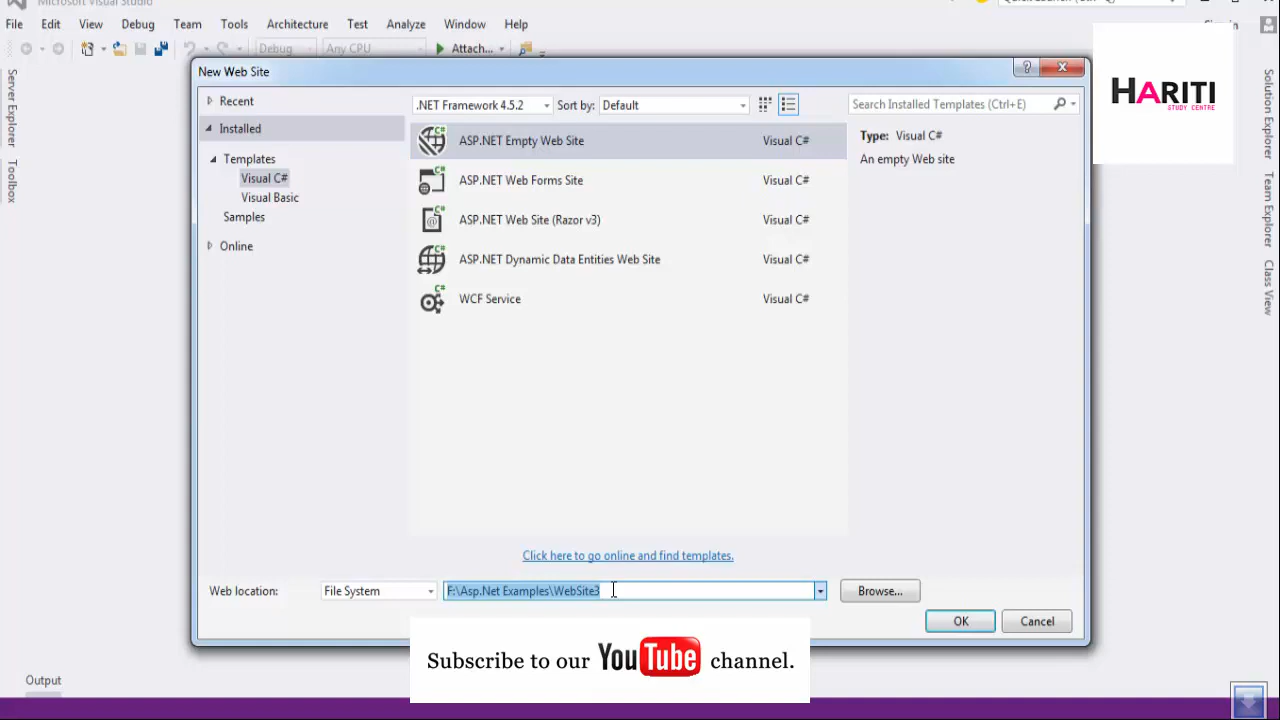 Microsoft Visual Studio
File Edit View Debug Team Tools Architecture Test Analyze Window Help
Debug Any CPU Attach...
Server Explorer
Toolbox
New Web Site
Recent
Installed
Templates
Visual C#
Visual Basic
Samples
Online
.NET Framework 4.5.2 Sort by: Default
Search Installed Templates (Ctrl+E)
ASP.NET Empty Web Site Visual C#
ASP.NET Web Forms Site Visual C#
ASP.NET Web Site (Razor v3) Visual C#
ASP.NET Dynamic Data Entities Web Site Visual C#
WCF Service Visual C#
Type: Visual C#
An empty Web site
Click here to go online and find templates.
Web location: File System F:\Asp.Net Examples\WebSite3 Browse...
OK Cancel
HARITI
STUDY CENTRE
Solution Explorer
Team Explorer
Class View
Subscribe to our YouTube channel.
Output